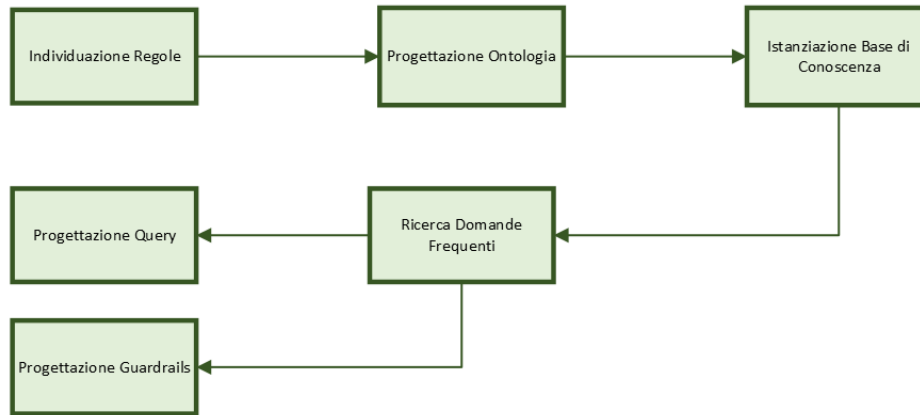 Individuazione Regole
Progettazione Ontologia
Istanziazione Base di
Conoscenza
Ricerca Domande
Frequenti
Progettazione Query
Progettazione Guardrails